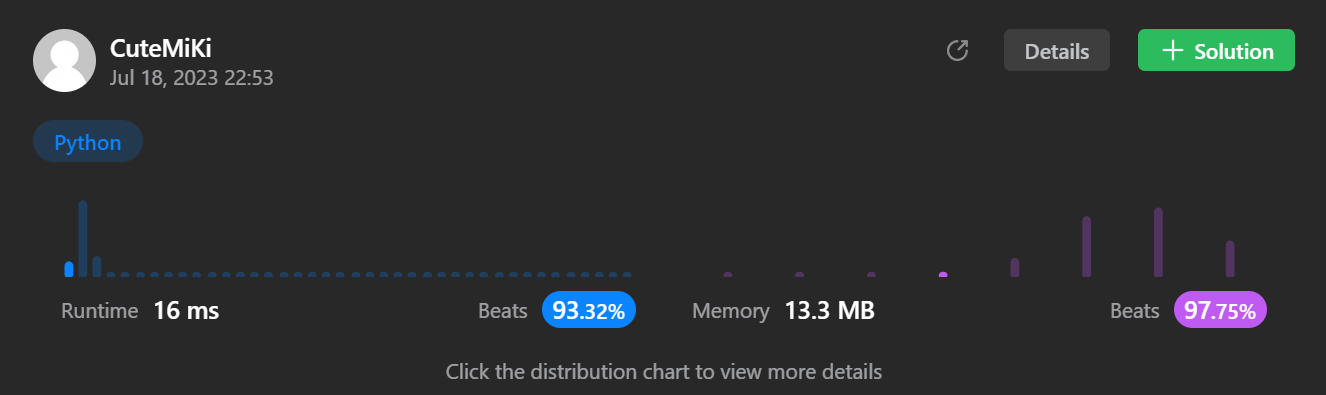 CuteMiKi
Jul 18, 2023 22:53
Details
+ Solution
Python
Runtime 16 ms Beats 93.32% Memory 13.3 MB Beats 97.75%
Click the distribution chart to view more details